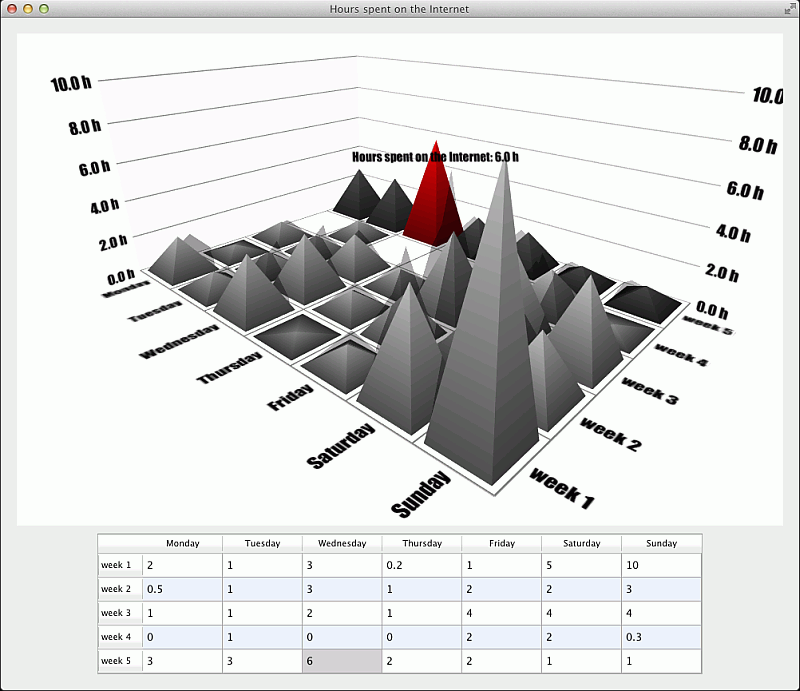 Hours spent on the Internet
10.0 h
8.0 h
6.0 h
4.0 h
2.0 h
0.0 h
10.0
8.0 h
6.0 h
4.0 h
2.0 h
0.0 h
Hours spent on the Internet: 6.0 h
Monday
Tuesday
Wednesday
Thursday
Friday
Saturday
Sunday
week 5
week 4
week 3
week 2
week 1
Monday Tuesday Wednesday Thursday Friday Saturday Sunday
week 1 2 1 3 0.2 1 5 10
week 2 0.5 1 3 1 2 2 3
week 3 1 1 2 1 4 4 4
week 4 0 1 0 0 2 2 0.3
week 5 3 3 6 2 2 1 1